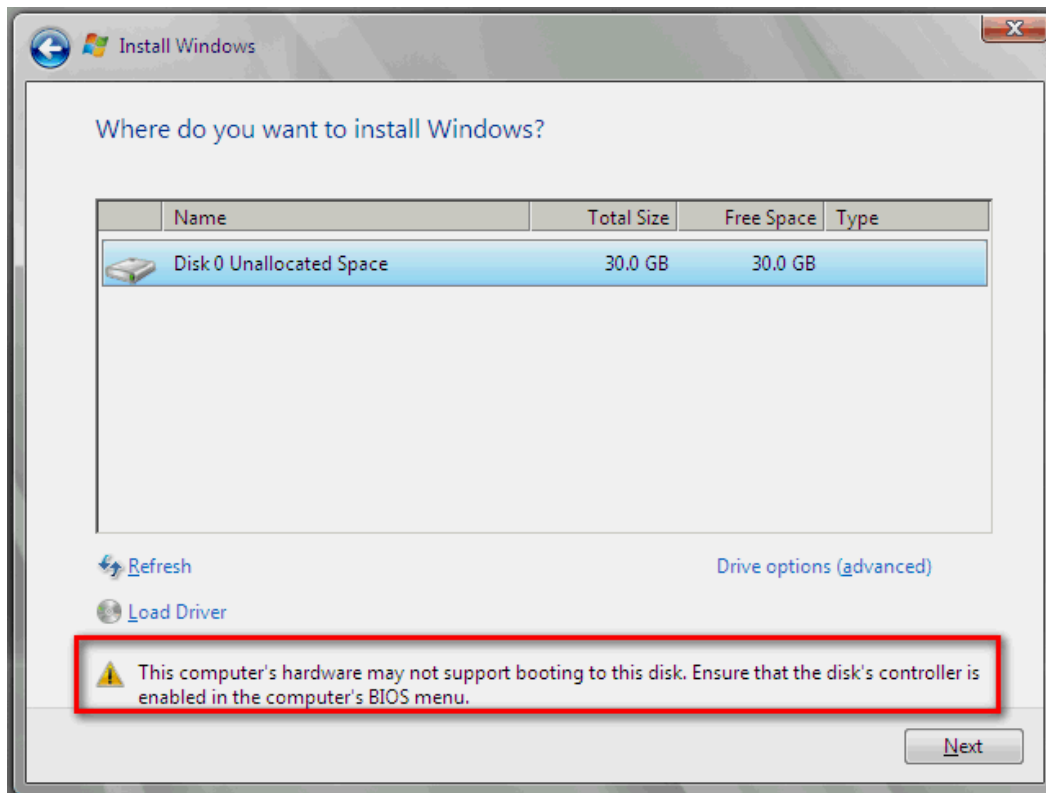 Install Windows
Where do you want to install Windows?
Name Total Size Free Space Type
Disk 0 Unallocated Space 30.0 GB 30.0 GB
Refresh Drive options (advanced)
Load Driver
This computer's hardware may not support booting to this disk. Ensure that the disk's controller is
enabled in the computer's BIOS menu.
Next